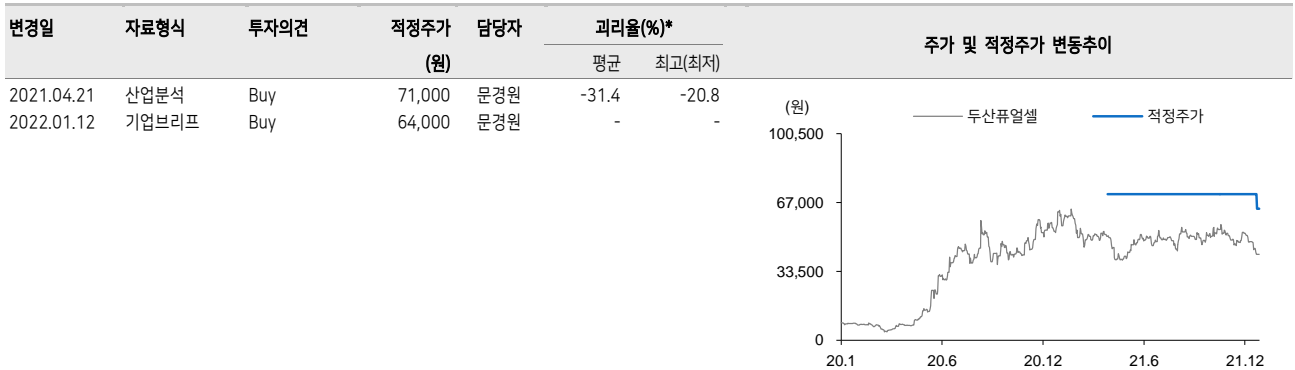 변경일 자료형식 투자의견 적정주가 담당자 괴리율(%)* 주가 및 적정주가 변동추이
(원) 평균 최고(최저)
2021.04.21 산업분석 Buy 71,000 문경원 -31.4 -20.8
2022.01.12 기업브리프 Buy 64,000 문경원 - -
(원) 두산퓨얼셀 적정주가
100,500
67,000
33,500
0
20.1 20.6 20.12 21.6 21.12